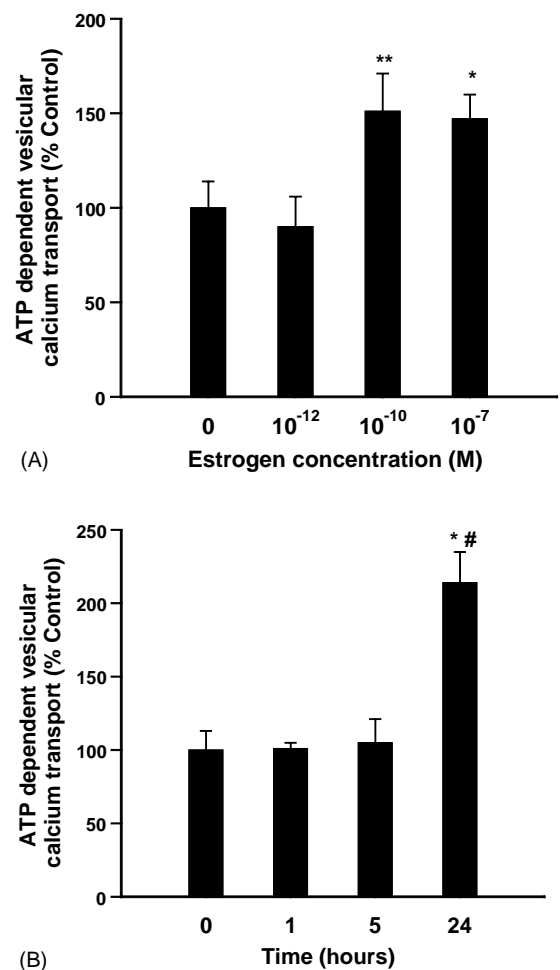 ATP dependent vesicular
calcium transport (% Control)
200
150
100
50
0
**
*
0 10⁻¹² 10⁻¹⁰ 10⁻⁷
(A) Estrogen concentration (M)
ATP dependent vesicular
calcium transport (% Control)
250
200
150
100
50
0
* #
0 1 5 24
(B) Time (hours)